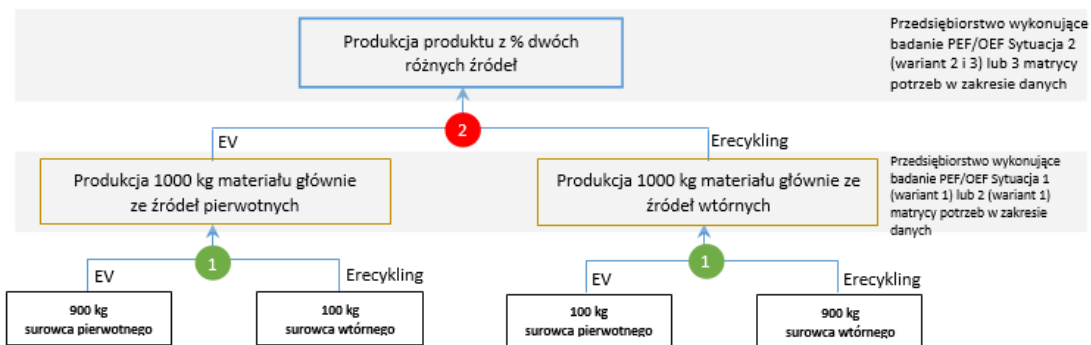 Produkcja produktu z % dwóch
różnych źródeł
Przedsiębiorstwo wykonujące
badanie PEF/OEF Sytuacja 2
(wariant 2 i 3) lub 3 matrycy
potrzeb w zakresie danych
2
EV
Erecykling
Produkcja 1000 kg materiału głównie
ze źródeł pierwotnych
Produkcja 1000 kg materiału głównie ze
źródeł wtórnych
Przedsiębiorstwo wykonujące
badanie PEF/OEF Sytuacja 1
(wariant 1) lub 2 (wariant 1)
matrycy potrzeb w zakresie
danych
1
1
EV
Erecykling
EV
Erecykling
900 kg
surowca pierwotnego
100 kg
surowca wtórnego
100 kg
surowca pierwotnego
900 kg
surowca wtórnego